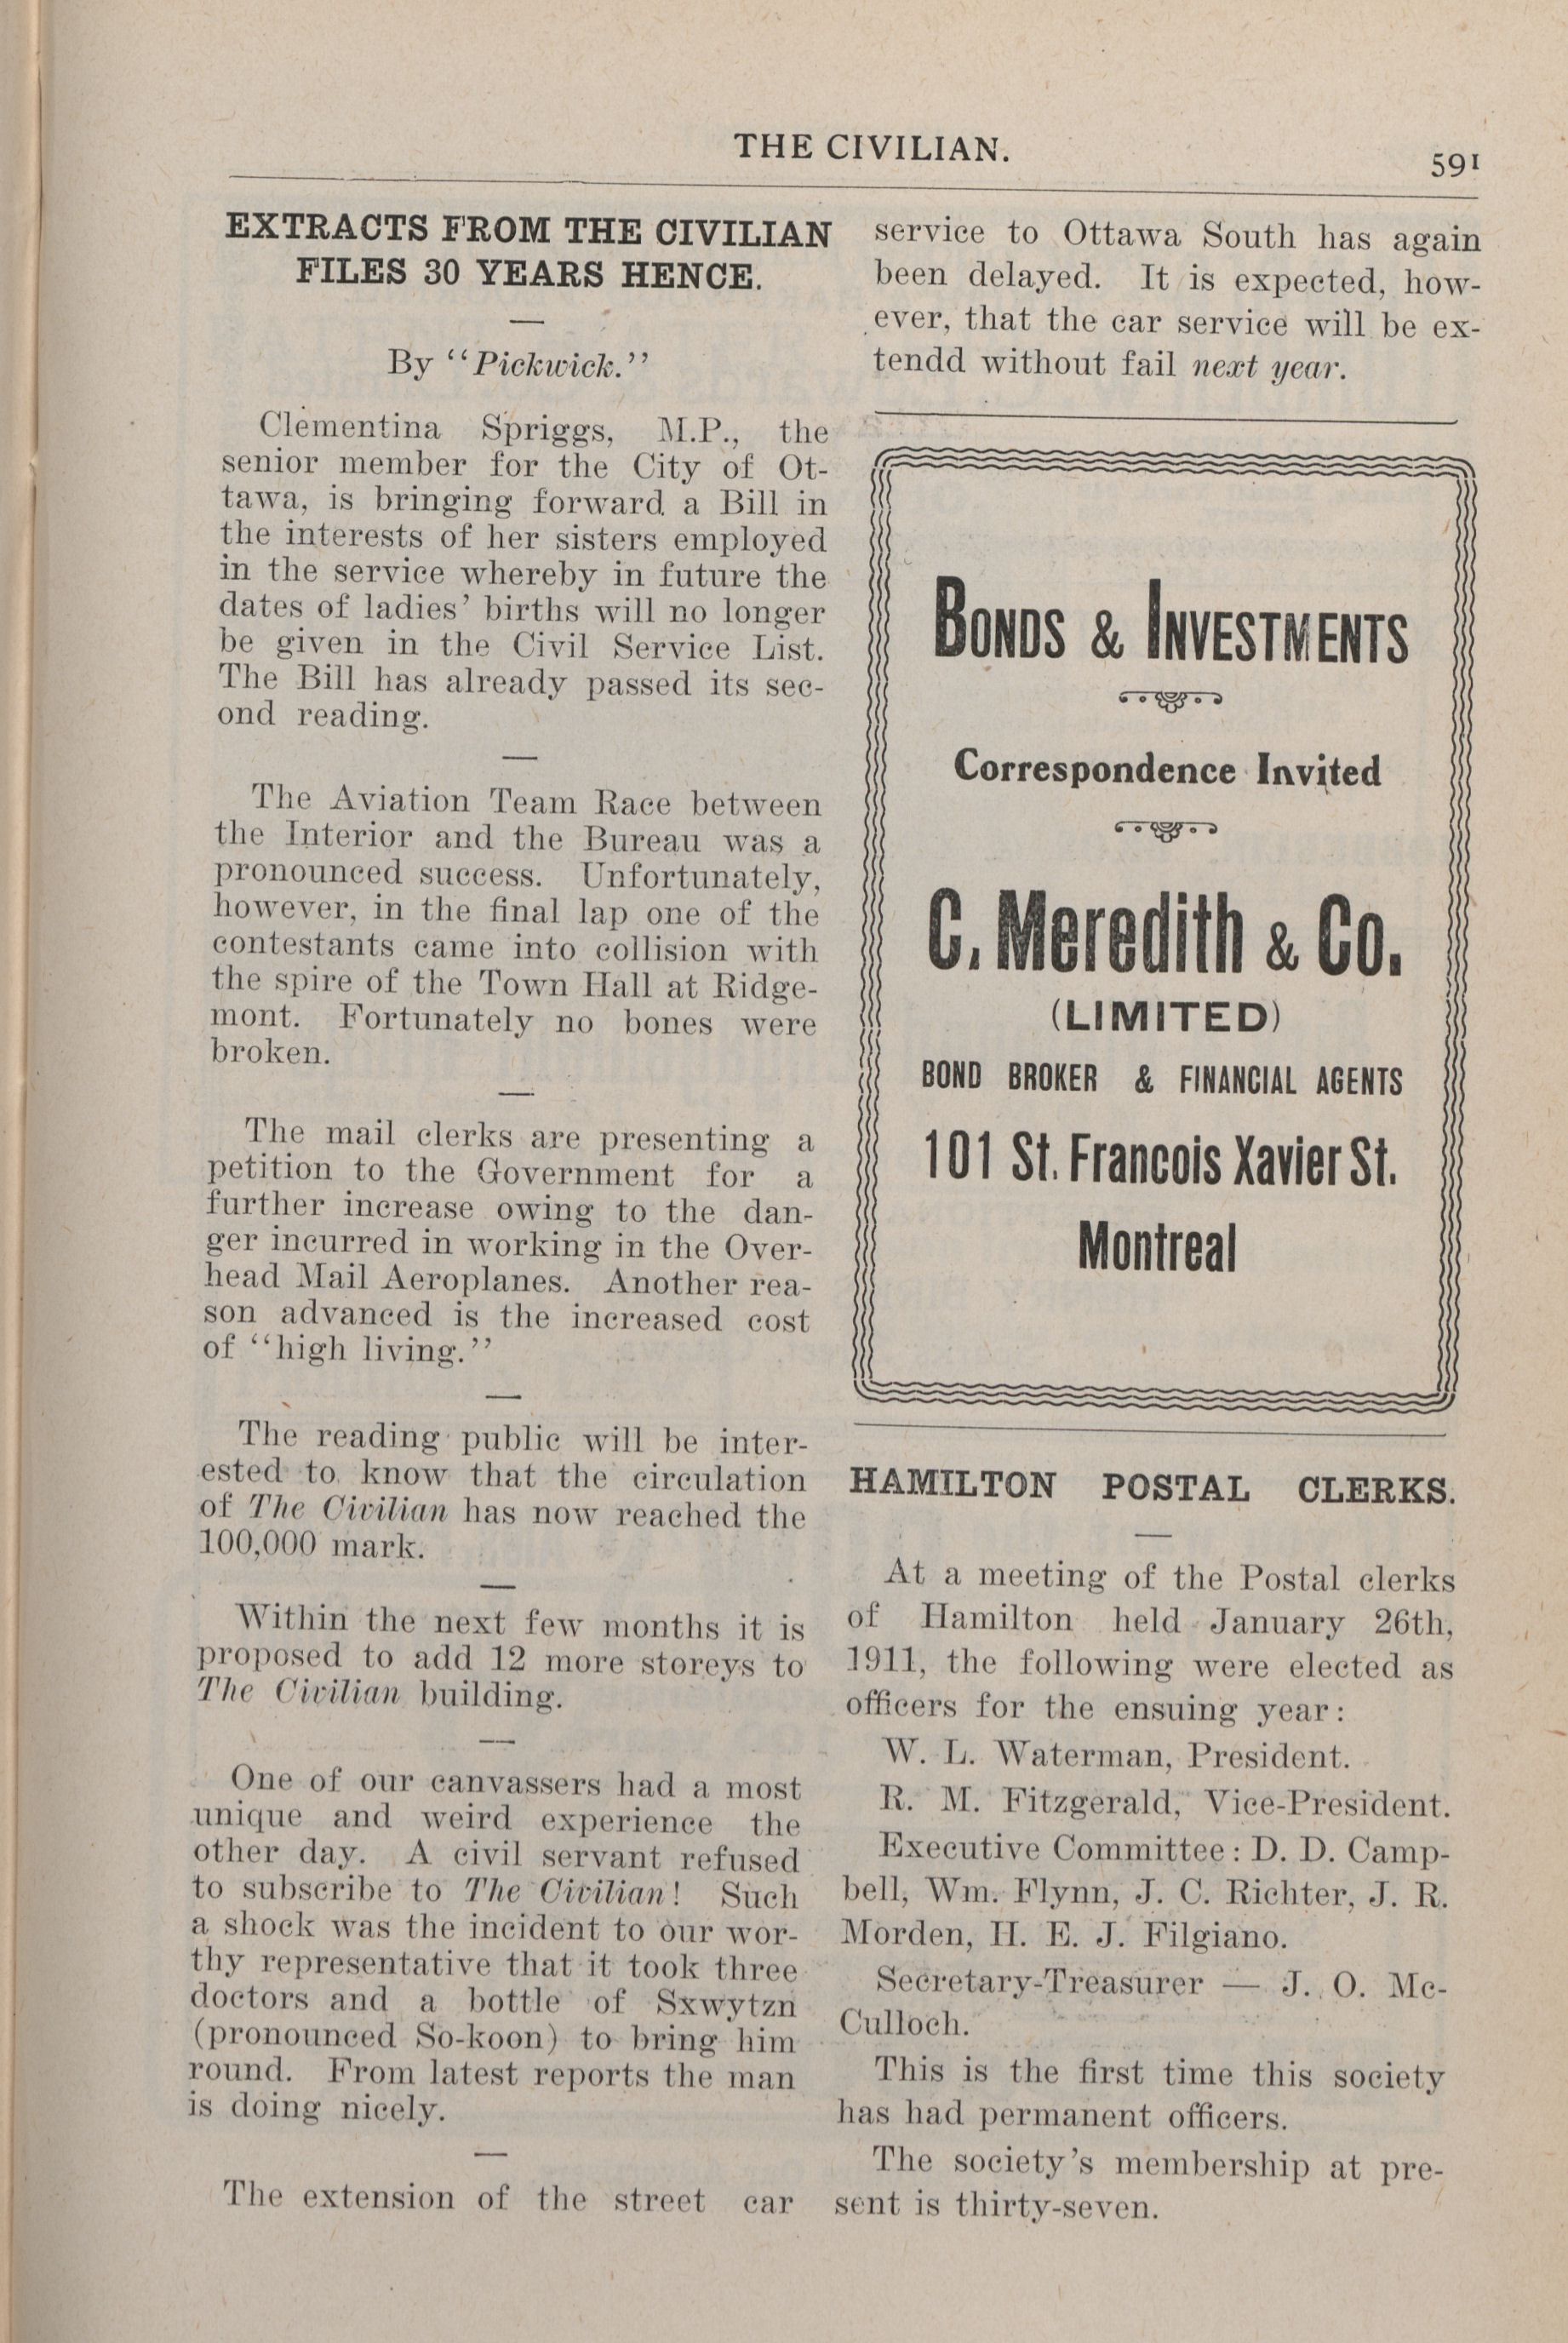 THE CIVILIAN.
591
EXTRACTS FROM THE CIVILIAN
FILES 30 YEARS HENCE.
By "Pickwick."
Clementina Spriggs, M.P., the
senior member for the City of Ot-
tawa, is bringing forward a Bill in
the interests of her sisters employed
in the service whereby in future the
dates of ladies' births will no longer
be given in the Civil Service List.
The Bill has already passed its sec-
ond reading.
The Aviation Team Race between
the Interior and the Bureau was a
pronounced success. Unfortunately,
however, in the final lap one of the
contestants came into collision with
the spire of the Town Hall at Ridge-
mont. Fortunately no bones were
broken.
The mail clerks are presenting a
petition to the Government for a
further increase owing to the dan-
ger incurred in working in the Over-
head Mail Aeroplanes. Another rea-
son advanced is the increased cost
of "high living."
The reading public will be inter-
ested to know that the circulation
of The Civilian has now reached the
100,000 mark.
Within the next few months it is
proposed to add 12 more storeys to
The Civilian building.
One of our canvassers had a most
unique and weird experience the
other day. A civil servant refused
to subscribe to The Civilian! Such
a shock was the incident to our wor-
thy representative that it took three
doctors and a bottle of Sxwytzn
(pronounced So-koon) to bring him
round. From latest reports the man
is doing nicely.
The extension of the street car
service to Ottawa South has again
been delayed. It is expected, how-
ever, that the car service will be ex-
tendd without fail next year.
BONDS & INVESTMENTS
Correspondence Invited
C. Meredith & Co.
(LIMITED)
BOND BROKER & FINANCIAL AGENTS
101 St. Francois Xavier St.
Montreal
HAMILTON POSTAL CLERKS.
At a meeting of the Postal clerks
of Hamilton held January 26th,
1911, the following were elected as
officers for the ensuing year:
W. L. Waterman, President.
R. M. Fitzgerald, Vice-President.
Executive Committee: D. D. Camp-
bell, Wm. Flynn, J. C. Richter, J. R.
Morden, H. E. J. Filgiano.
Secretary-Treasurer — J. O. Mc-
Culloch.
This is the first time this society
has had permanent officers.
The society's membership at pre-
sent is thirty-seven.